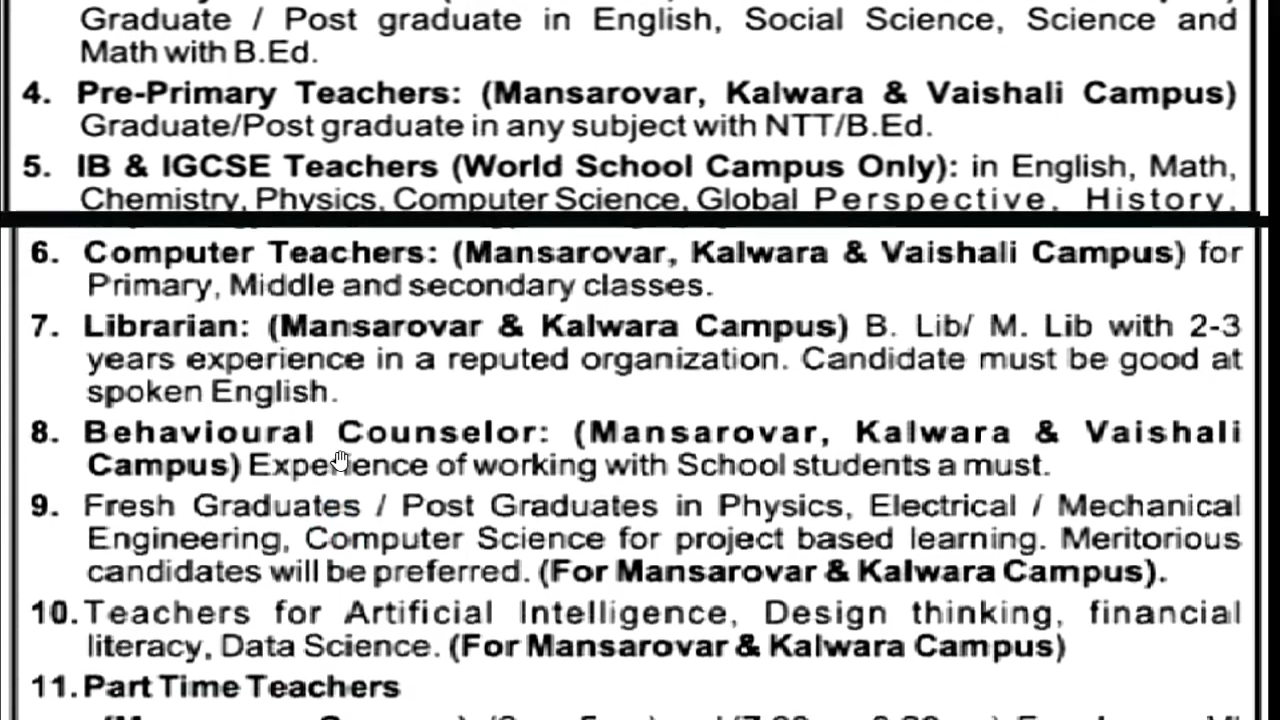 Graduate / Post graduate in English, Social Science, Science and
Math with B.Ed.
4. Pre-Primary Teachers: (Mansarovar, Kalwara & Vaishali Campus)
Graduate/Post graduate in any subject with NTT/B.Ed.
5. IB & IGCSE Teachers (World School Campus Only): in English, Math,
Chemistry, Physics, Computer Science, Global Perspective, History,
6. Computer Teachers: (Mansarovar, Kalwara & Vaishali Campus) for
Primary, Middle and secondary classes.
7. Librarian: (Mansarovar & Kalwara Campus) B. Lib/ M. Lib with 2-3
years experience in a reputed organization. Candidate must be good at
spoken English.
8. Behavioural Counselor: (Mansarovar, Kalwara & Vaishali
Campus) Experience of working with School students a must.
9. Fresh Graduates / Post Graduates in Physics, Electrical / Mechanical
Engineering, Computer Science for project based learning. Meritorious
candidates will be preferred. (For Mansarovar & Kalwara Campus).
10. Teachers for Artificial Intelligence, Design thinking, financial
literacy, Data Science. (For Mansarovar & Kalwara Campus)
11. Part Time Teachers